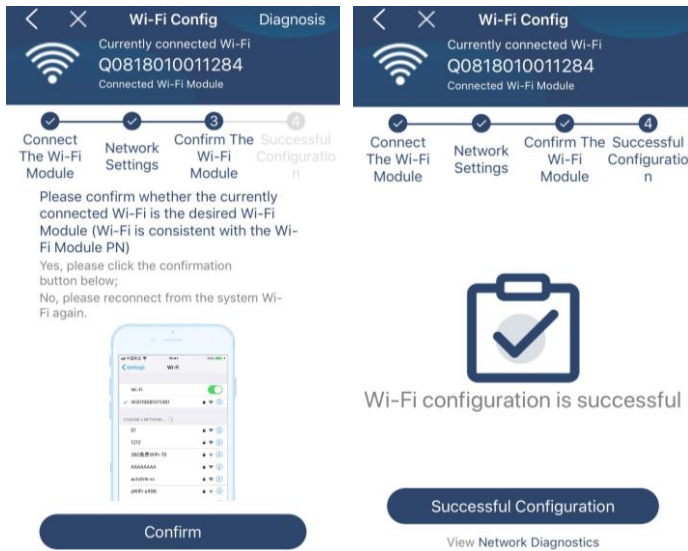 Wi-Fi Config
Diagnosis
Currently connected Wi-Fi
Q0818010011284
Connected Wi-Fi Module
3
4
Connect
The Wi-Fi
Module
Network
Settings
Confirm The
Wi-Fi
Module
Successful
Configuratio
n
Please confirm whether the currently
connected Wi-Fi is the desired Wi-Fi
Module (Wi-Fi is consistent with the Wi-
Fi Module PN)
Yes, please click the confirmation
button below;
No, please reconnect from the system Wi-
Fi again.
Settings
Wi-Fi
Wi-Fi
1212
AAAAAAAA
Confirm
Wi-Fi Config
Currently connected Wi-Fi
Q0818010011284
Connected Wi-Fi Module
4
Connect
The Wi-Fi
Module
Network
Settings
Confirm The
Wi-Fi
Module
Successful
Configuratio
n
Wi-Fi configuration is successful
Successful Configuration
View Network Diagnostics